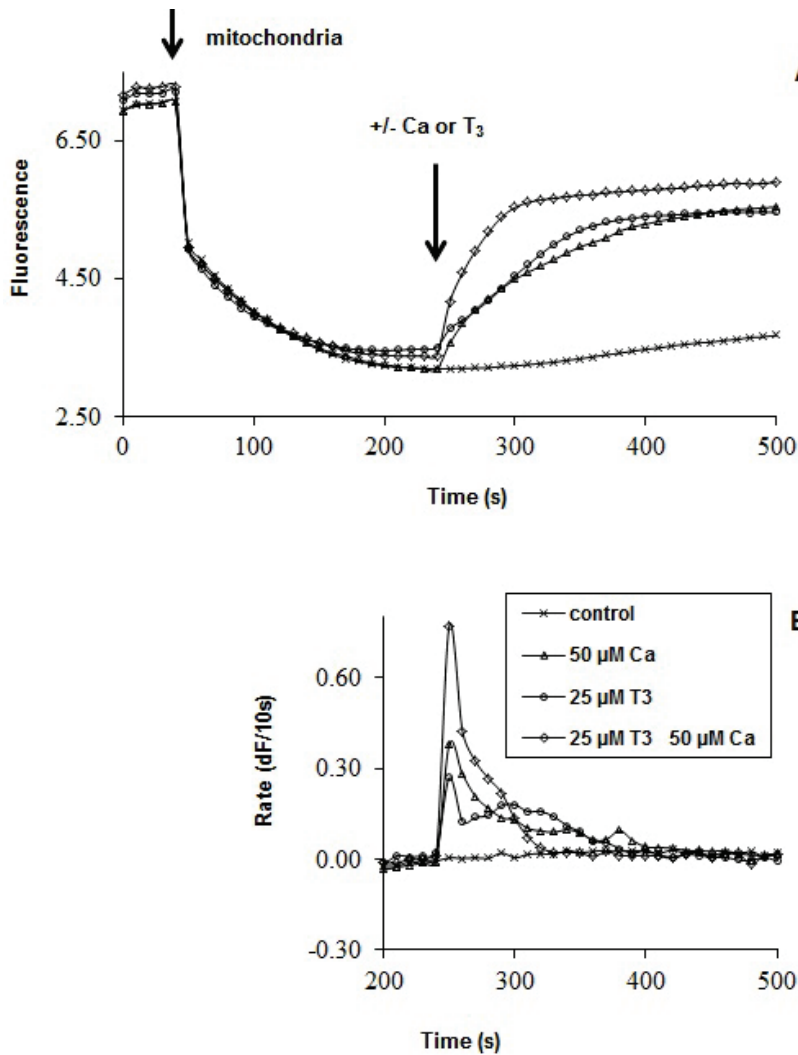 mitochondria
A
+/- Ca or T3
6.50
4.50
2.50
Fluorescence
0 100 200 300 400 500
Time (s)
B
control
50 µM Ca
25 µM T3
25 µM T3 50 µM Ca
0.60
0.30
0.00
-0.30
Rate (dF/10s)
200 300 400 500
Time (s)